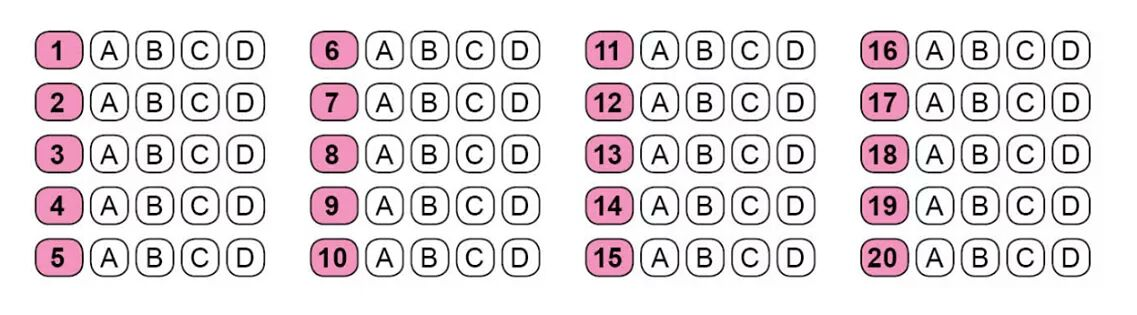 1 A B C D 6 A B C D 11 A B C D 16 A B C D
2 A B C D 7 A B C D 12 A B C D 17 A B C D
3 A B C D 8 A B C D 13 A B C D 18 A B C D
4 A B C D 9 A B C D 14 A B C D 19 A B C D
5 A B C D 10 A B C D 15 A B C D 20 A B C D